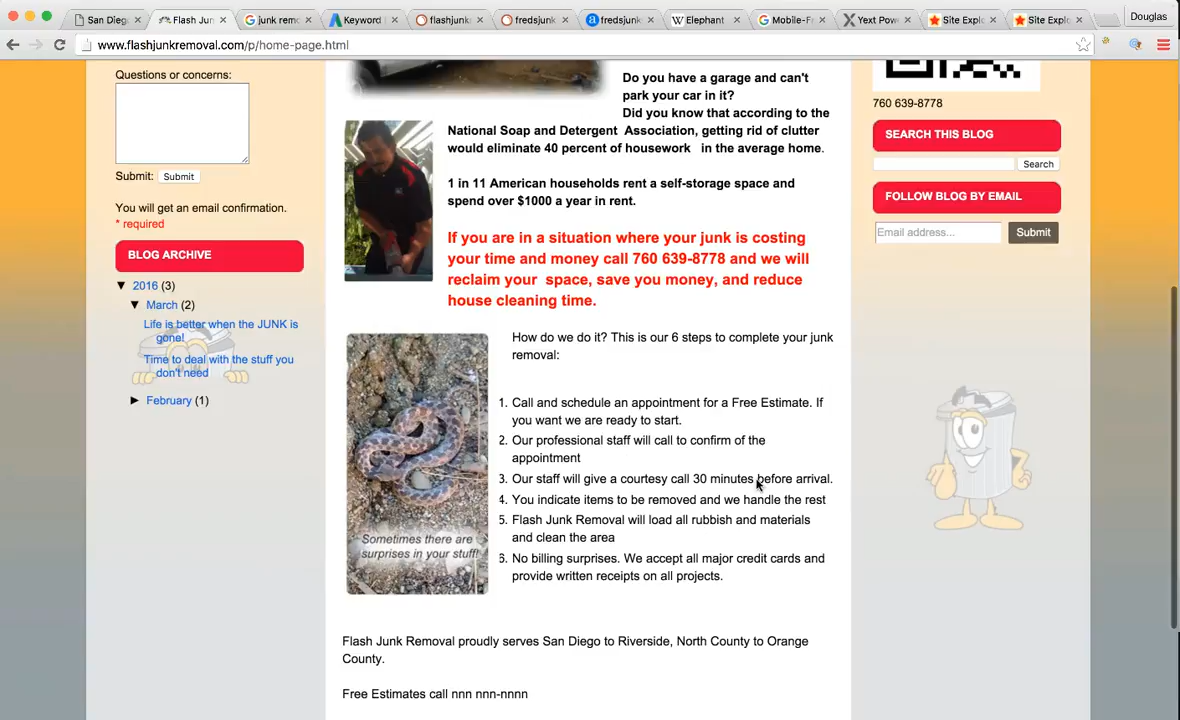 San Dieg
Flash Jun
junk remo
Keyword
flashjunk
fredsjunk
fredsjunk
Elephant
Mobile-F
Yext Pow
Site Explo
Site Explo
Douglas
www.flashjunkremoval.com/p/home-page.html
Questions or concerns:
Submit: Submit
You will get an email confirmation.
* required
BLOG ARCHIVE
▼ 2016 (3)
▼ March (2)
Life is better when the JUNK is
gone!
Time to deal with the stuff you
don't need
► February (1)
Do you have a garage and can't
park your car in it?
Did you know that according to the
National Soap and Detergent Association, getting rid of clutter
would eliminate 40 percent of housework in the average home.
1 in 11 American households rent a self-storage space and
spend over $1000 a year in rent.
If you are in a situation where your junk is costing
your time and money call 760 639-8778 and we will
reclaim your space, save you money, and reduce
house cleaning time.
Sometimes there are
surprises in your stuff!
How do we do it? This is our 6 steps to complete your junk
removal:
1. Call and schedule an appointment for a Free Estimate. If
you want we are ready to start.
2. Our professional staff will call to confirm of the
appointment
3. Our staff will give a courtesy call 30 minutes before arrival.
4. You indicate items to be removed and we handle the rest
5. Flash Junk Removal will load all rubbish and materials
and clean the area
6. No billing surprises. We accept all major credit cards and
provide written receipts on all projects.
Flash Junk Removal proudly serves San Diego to Riverside, North County to Orange
County.
Free Estimates call nnn nnn-nnnn
760 639-8778
SEARCH THIS BLOG
Search
FOLLOW BLOG BY EMAIL
Email address...
Submit